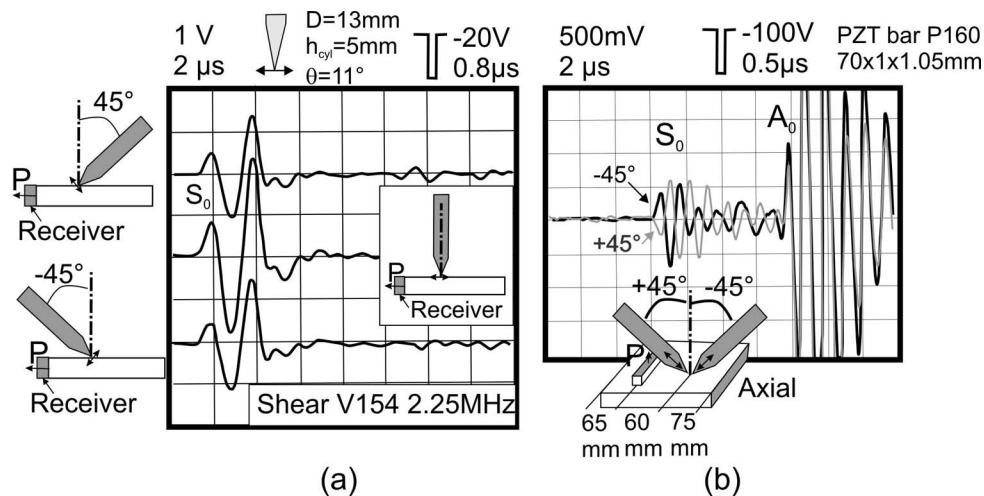 1 V
2 µs
D=13mm
h_cyl=5mm
θ=11°
-20V
0.8µs
45°
P
Receiver
-45°
P
Receiver
S₀
P
Receiver
Shear V154 2.25MHz
(a)
500mV
2 µs
-100V
0.5µs
PZT bar P160
70x1x1.05mm
S₀
A₀
-45°
+45°
+45°
-45°
P
Axial
65
mm
60
mm
75
mm
(b)